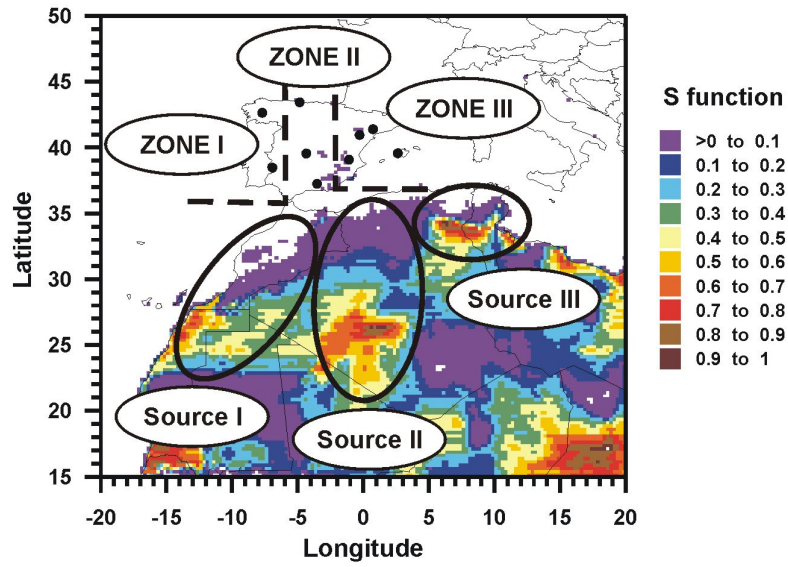 50
45
40
35
30
25
20
15
Latitude
-20 -15 -10 -5 0 5 10 15 20
Longitude
ZONE I
ZONE II
ZONE III
Source I
Source II
Source III
S function
>0 to 0.1
0.1 to 0.2
0.2 to 0.3
0.3 to 0.4
0.4 to 0.5
0.5 to 0.6
0.6 to 0.7
0.7 to 0.8
0.8 to 0.9
0.9 to 1